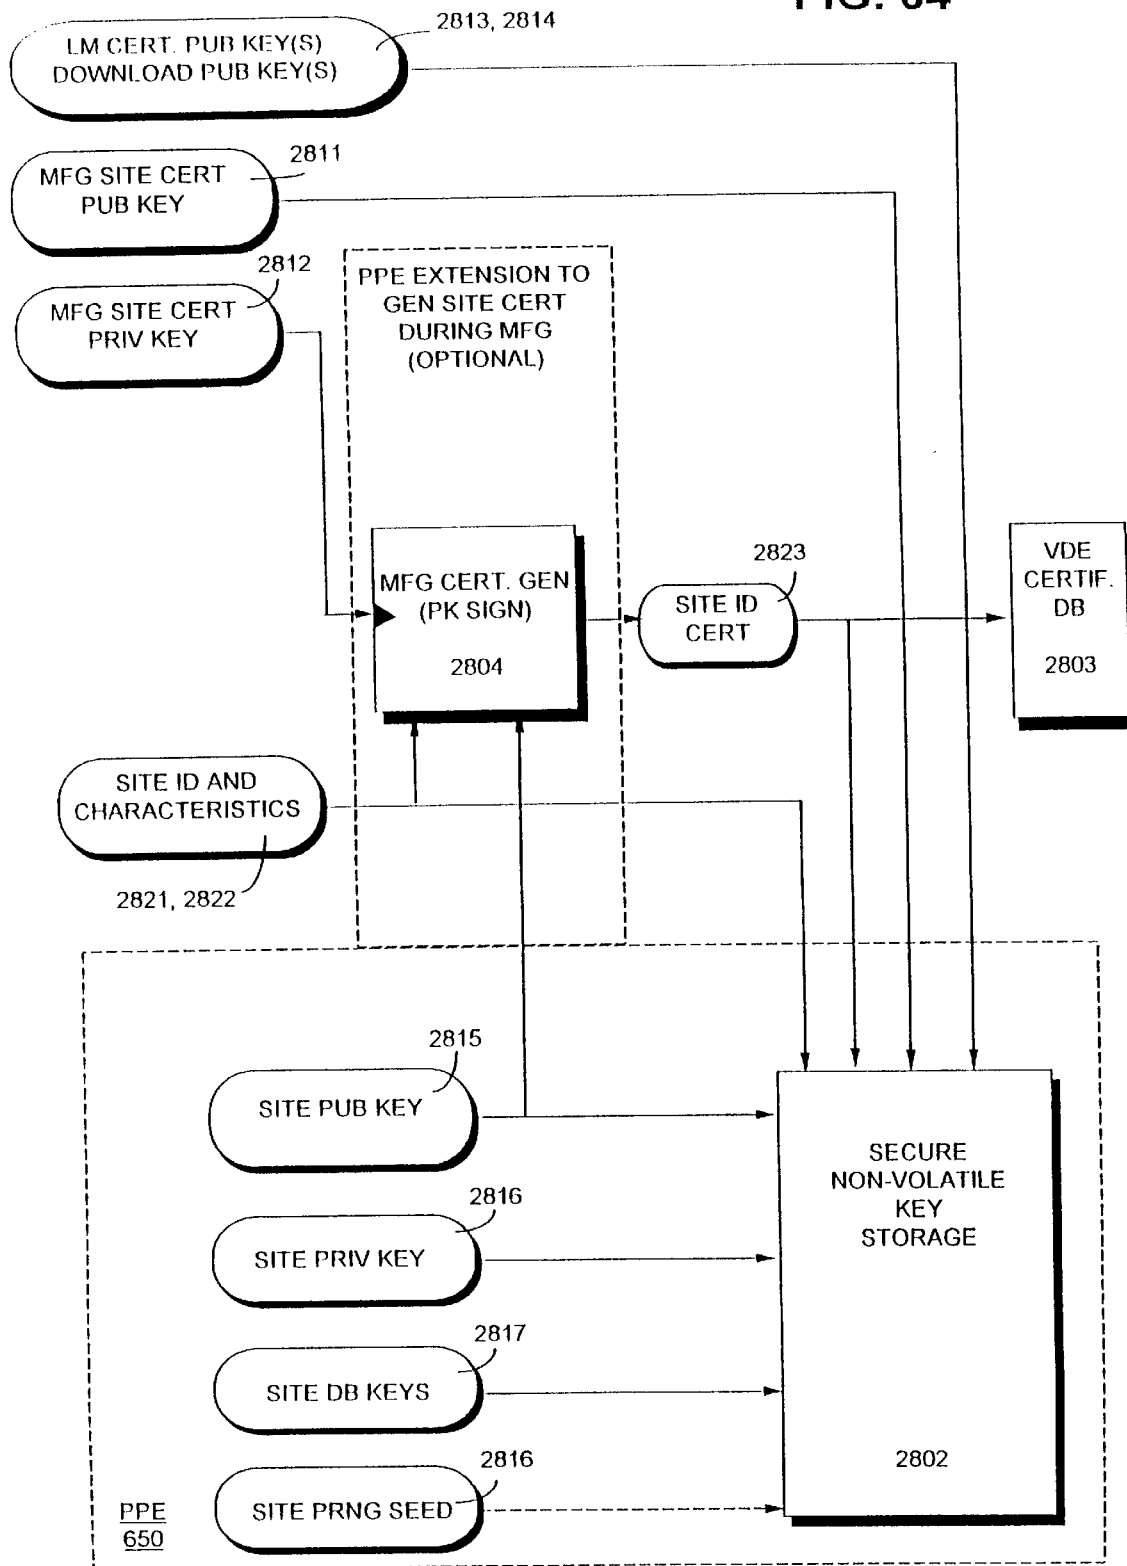 FIG. 64
2813, 2814
LM CERT. PUB KEY(S)
DOWNLOAD PUB KEY(S)
2811
MFG SITE CERT
PUB KEY
2812
MFG SITE CERT
PRIV KEY
PPE EXTENSION TO
GEN SITE CERT
DURING MFG
(OPTIONAL)
MFG CERT. GEN
(PK SIGN)
2804
2823
SITE ID
CERT
VDE
CERTIF.
DB
2803
SITE ID AND
CHARACTERISTICS
2821, 2822
2815
SITE PUB KEY
2816
SITE PRIV KEY
2817
SITE DB KEYS
2816
SITE PRNG SEED
SECURE
NON-VOLATILE
KEY
STORAGE
2802
PPE
650